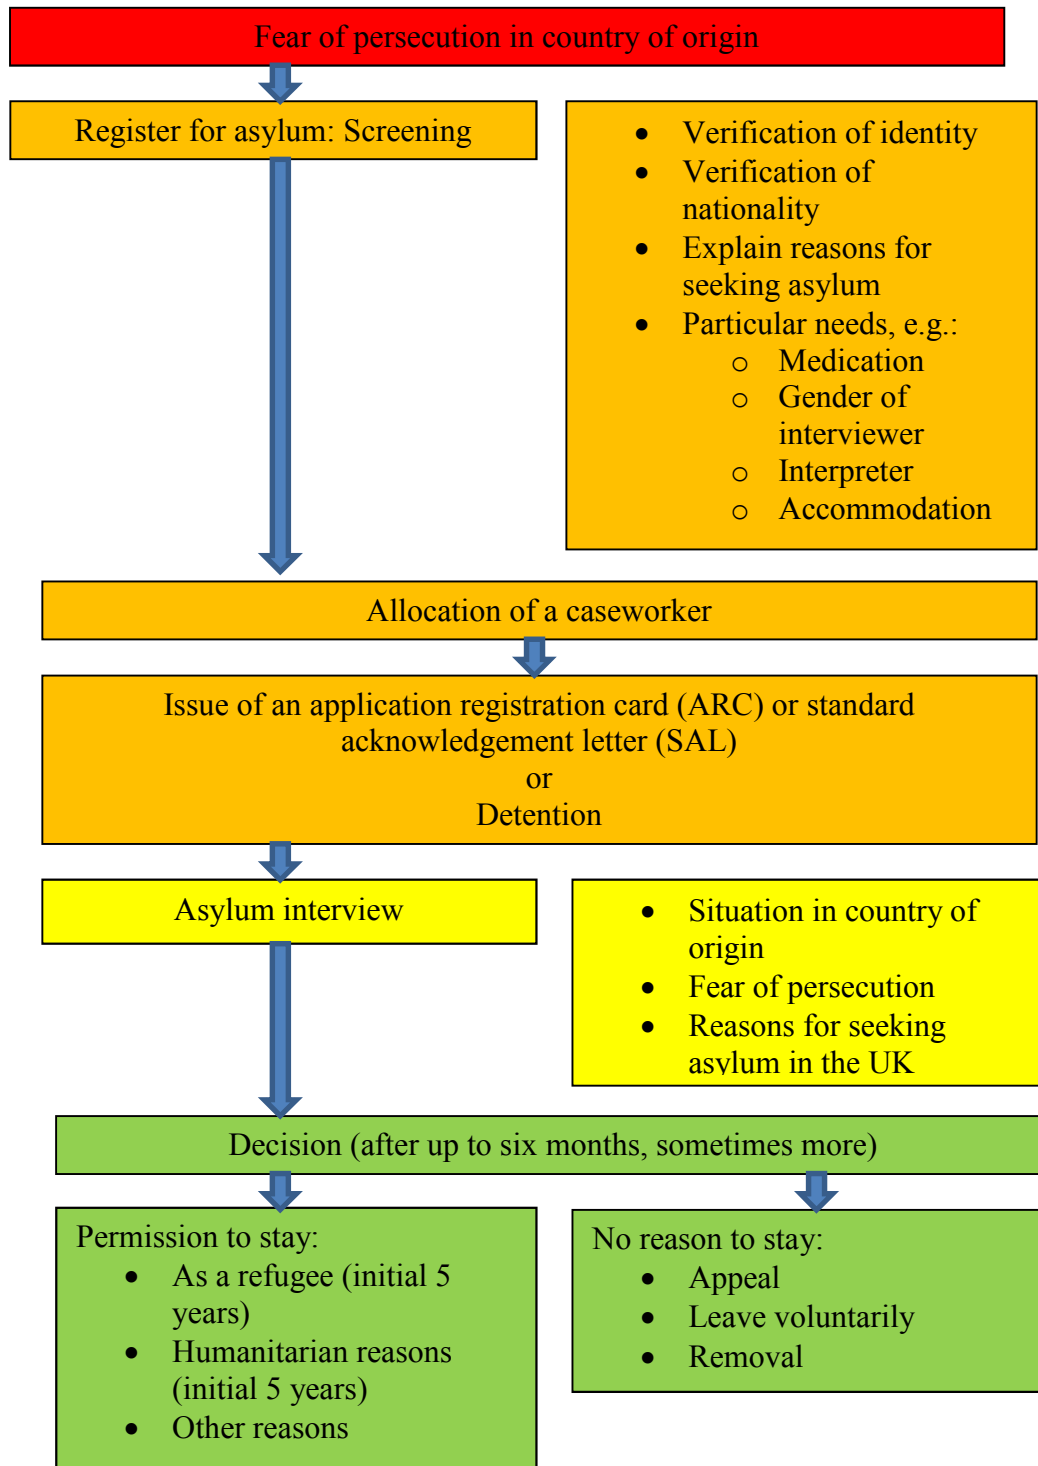 Fear of persecution in country of origin
Register for asylum: Screening
• Verification of identity
• Verification of
nationality
• Explain reasons for
seeking asylum
• Particular needs, e.g.:
o Medication
o Gender of
interviewer
o Interpreter
o Accommodation
Allocation of a caseworker
Issue of an application registration card (ARC) or standard
acknowledgement letter (SAL)
or
Detention
Asylum interview
• Situation in country of
origin
• Fear of persecution
• Reasons for seeking
asylum in the UK
Decision (after up to six months, sometimes more)
Permission to stay:
• As a refugee (initial 5
years)
• Humanitarian reasons
(initial 5 years)
• Other reasons
No reason to stay:
• Appeal
• Leave voluntarily
• Removal